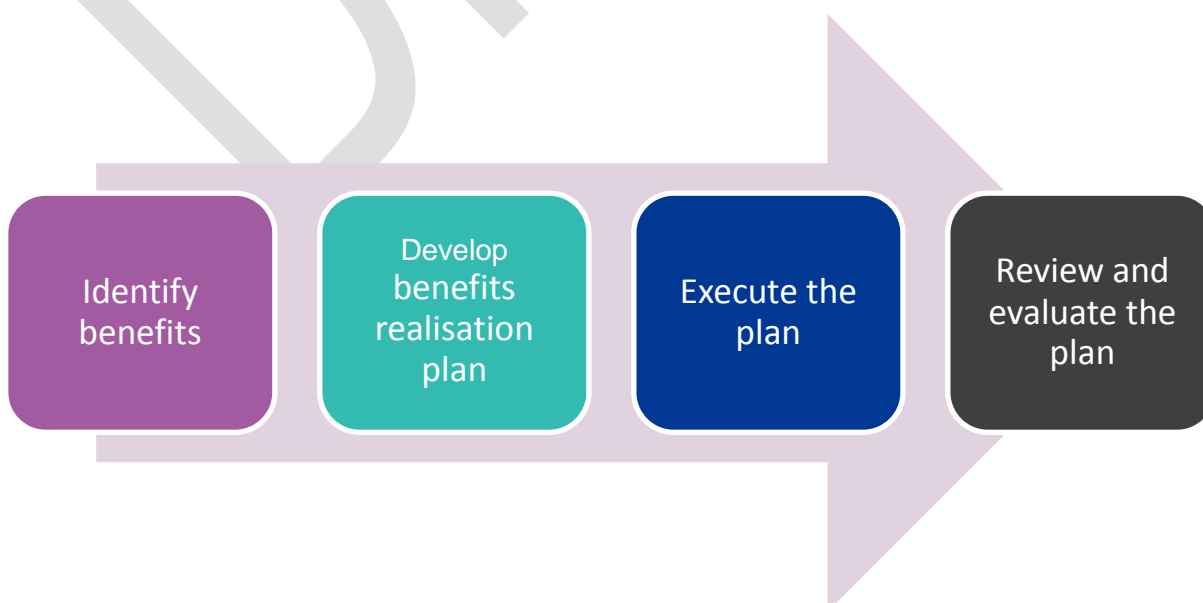 Identify
benefits
Develop
benefits
realisation
plan
Execute the
plan
Review and
evaluate the
plan